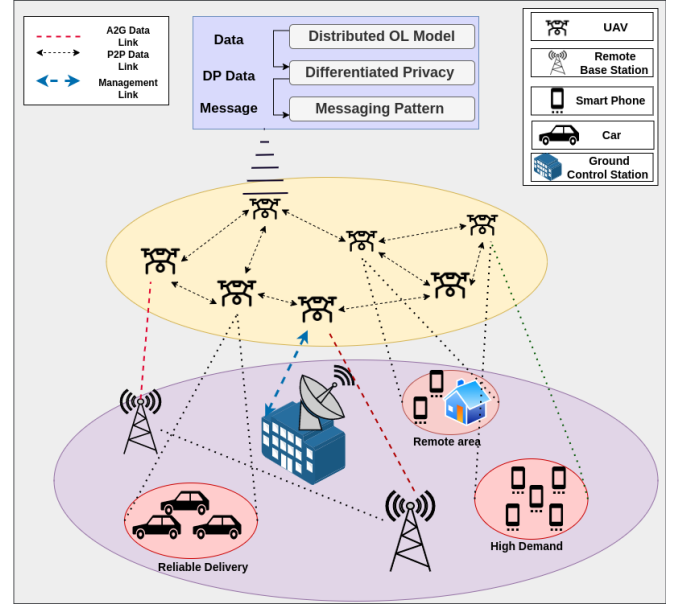 A2G Data
Link
P2P Data
Link
Management
Link
Data
Distributed OL Model
DP Data
Differentiated Privacy
Message
Messaging Pattern
UAV
Remote
Base Station
Smart Phone
Car
Ground
Control Station
Remote area
High Demand
Reliable Delivery